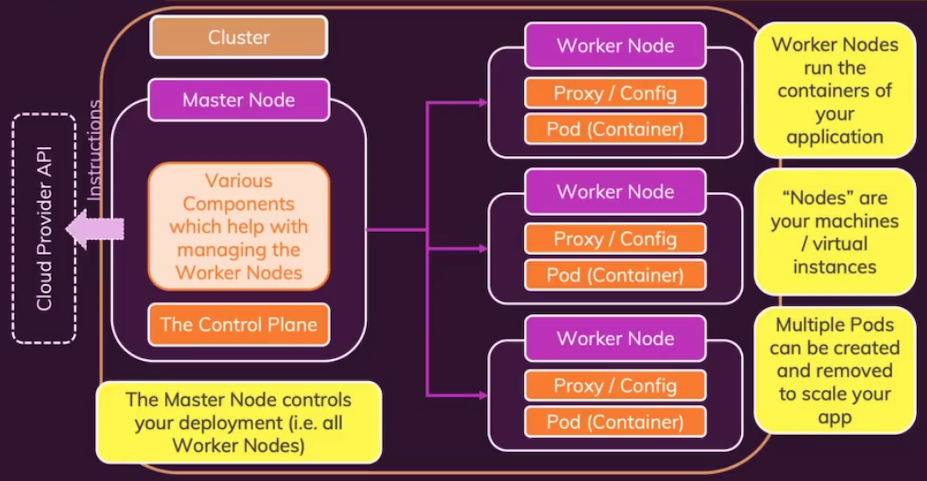 Cluster
Master Node
Instructions
Cloud Provider API
Various
Components
which help with
managing the
Worker Nodes
The Control Plane
The Master Node controls
your deployment (i.e. all
Worker Nodes)
Worker Node
Proxy / Config
Pod (Container)
Worker Node
Proxy / Config
Pod (Container)
Worker Node
Proxy / Config
Pod (Container)
Worker Nodes
run the
containers of
your
application
“Nodes” are
your machines
/ virtual
instances
Multiple Pods
can be created
and removed
to scale your
app